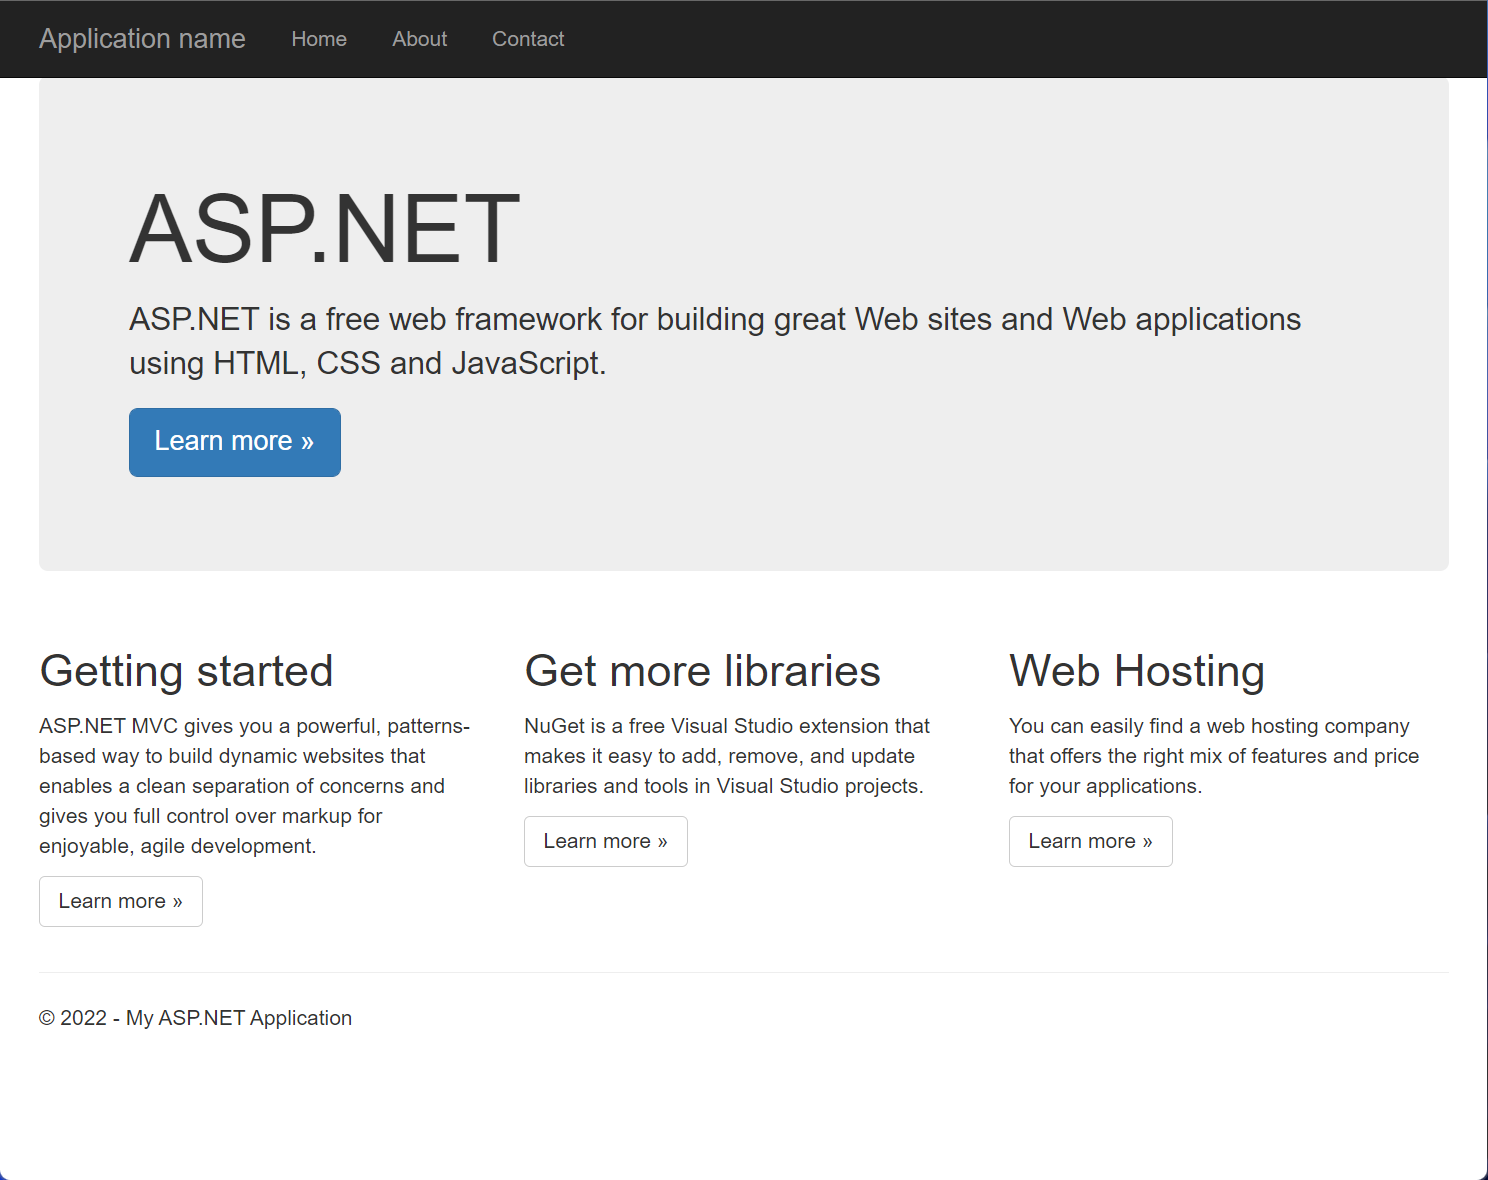 Application name Home About Contact
ASP.NET
ASP.NET is a free web framework for building great Web sites and Web applications
using HTML, CSS and JavaScript.
Learn more »
Getting started
ASP.NET MVC gives you a powerful, patterns-
based way to build dynamic websites that
enables a clean separation of concerns and
gives you full control over markup for
enjoyable, agile development.
Learn more »
Get more libraries
NuGet is a free Visual Studio extension that
makes it easy to add, remove, and update
libraries and tools in Visual Studio projects.
Learn more »
Web Hosting
You can easily find a web hosting company
that offers the right mix of features and price
for your applications.
Learn more »
© 2022 - My ASP.NET Application